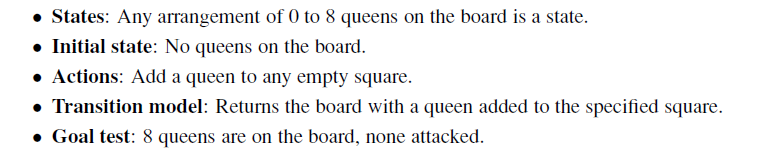 • States: Any arrangement of 0 to 8 queens on the board is a state.
• Initial state: No queens on the board.
• Actions: Add a queen to any empty square.
• Transition model: Returns the board with a queen added to the specified square.
• Goal test: 8 queens are on the board, none attacked.